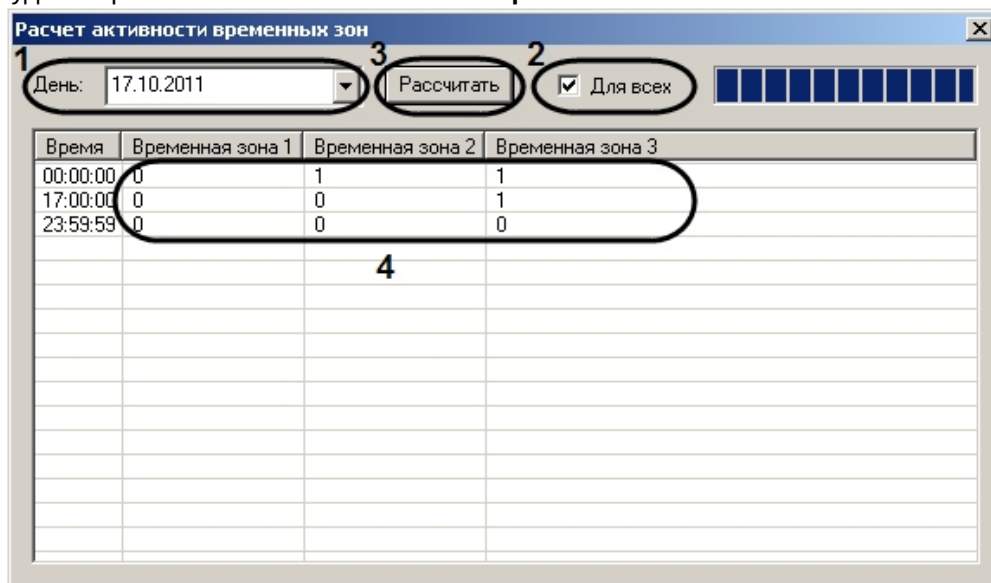 Расчет активности временных зон
1 3 2
День: 17.10.2011 Рассчитать Для всех
Время Временная зона 1 Временная зона 2 Временная зона 3
00:00:00 0 1 1
17:00:00 0 0 1
23:59:59 0 0 0
4